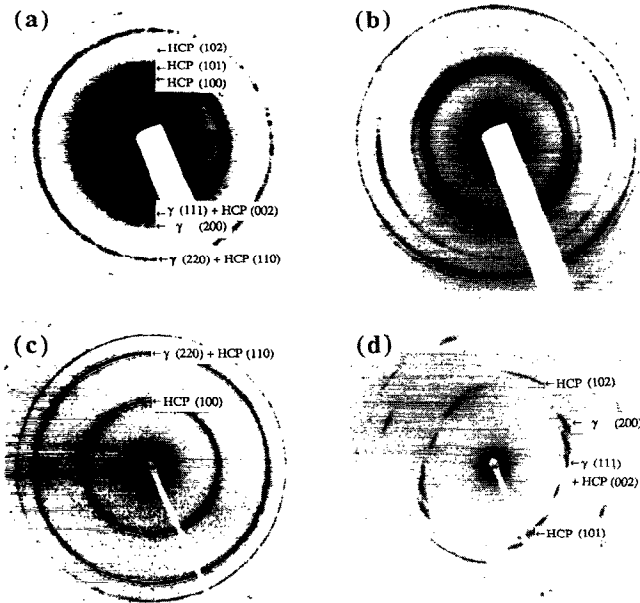 (a)
HCP (102)
HCP (101)
HCP (100)
γ (111) + HCP (002)
γ (200)
γ (220) + HCP (110)
(b)
(c)
γ (220) + HCP (110)
HCP (100)
(d)
HCP (102)
γ (200)
γ (111)
+ HCP (002)
HCP (101)